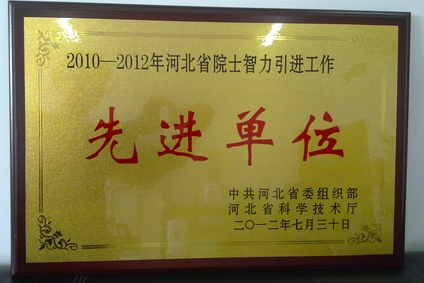 2010—2012年河北省院士智力引进工作
先进单位
中共河北省委组织部
河北省科学技术厅
二〇一二年七月三十日